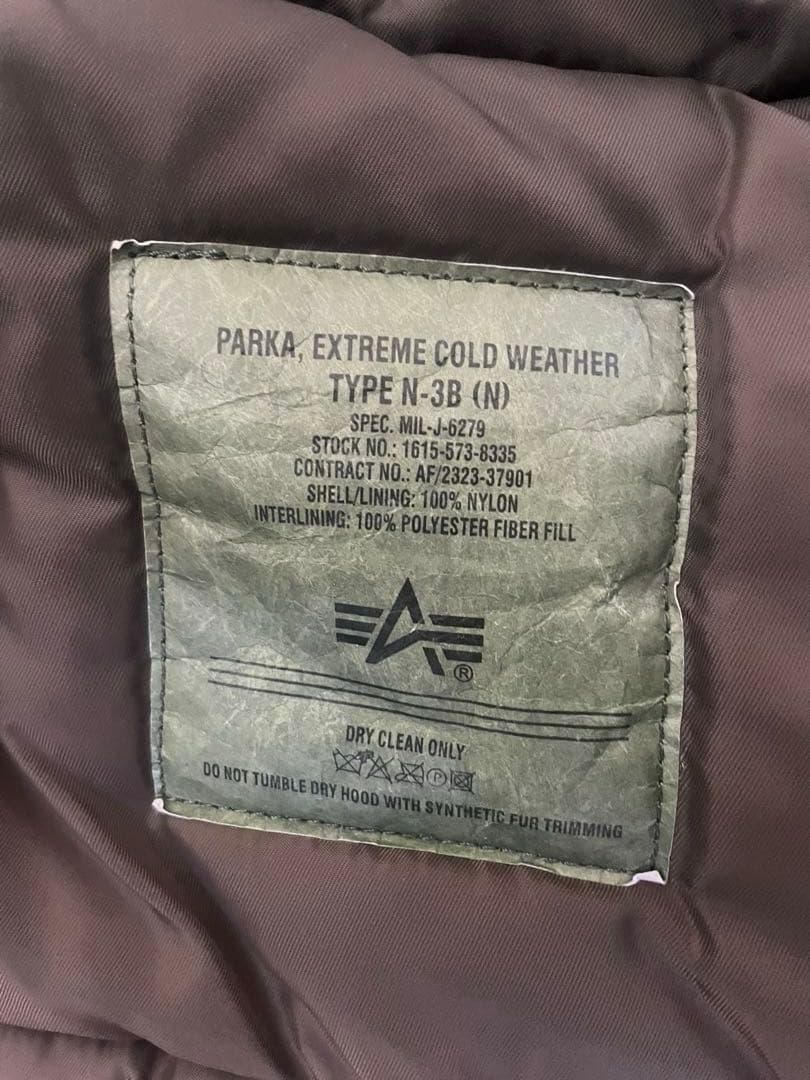 PARKA, EXTREME COLD WEATHER
TYPE N-3B (N)
SPEC. MIL-J-6279
STOCK NO.: 1615-573-8335
CONTRACT NO.: AF/2323-37901
SHELL/LINING: 100% NYLON
INTERLINING: 100% POLYESTER FIBER FILL
®
DRY CLEAN ONLY
P
DO NOT TUMBLE DRY HOOD WITH SYNTHETIC FUR TRIMMING